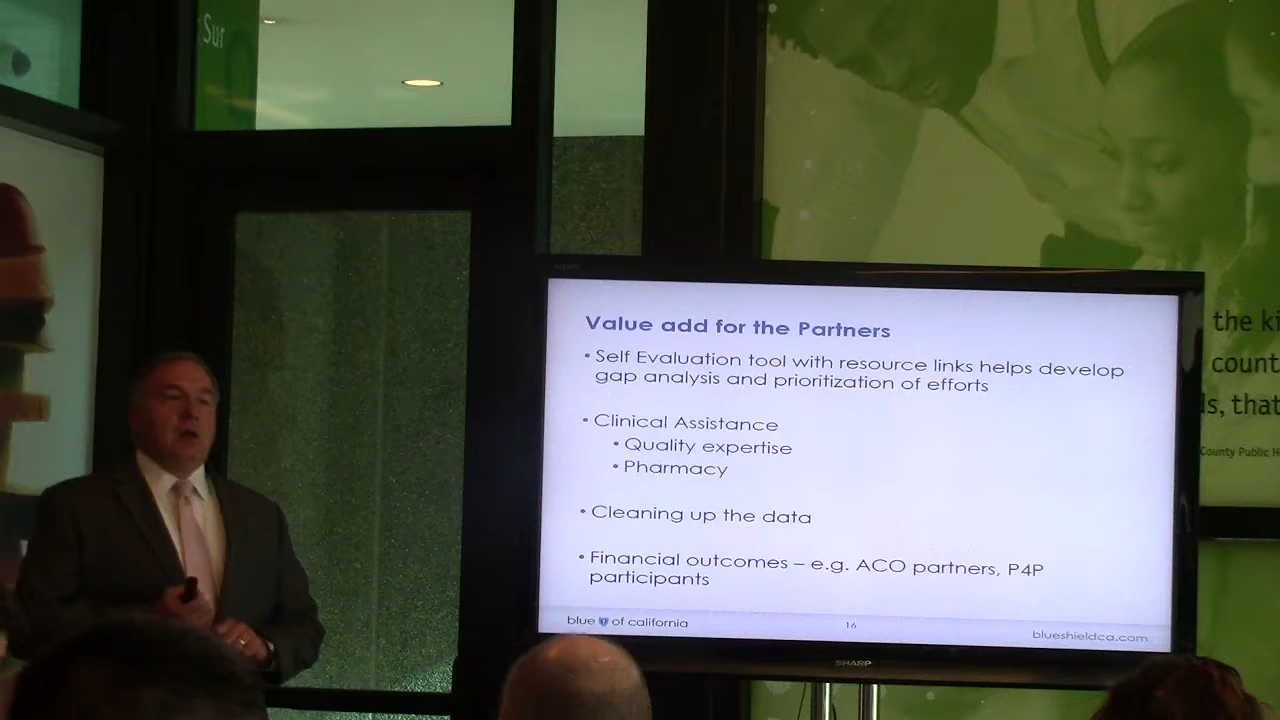 Sur
the ki
count
ls, that
County Public H
Value add for the Partners
• Self Evaluation tool with resource links helps develop
gap analysis and prioritization of efforts
• Clinical Assistance
• Quality expertise
• Pharmacy
• Cleaning up the data
• Financial outcomes – e.g. ACO partners, P4P
participants
blue of california
16
blueshieldca.com
SHARP